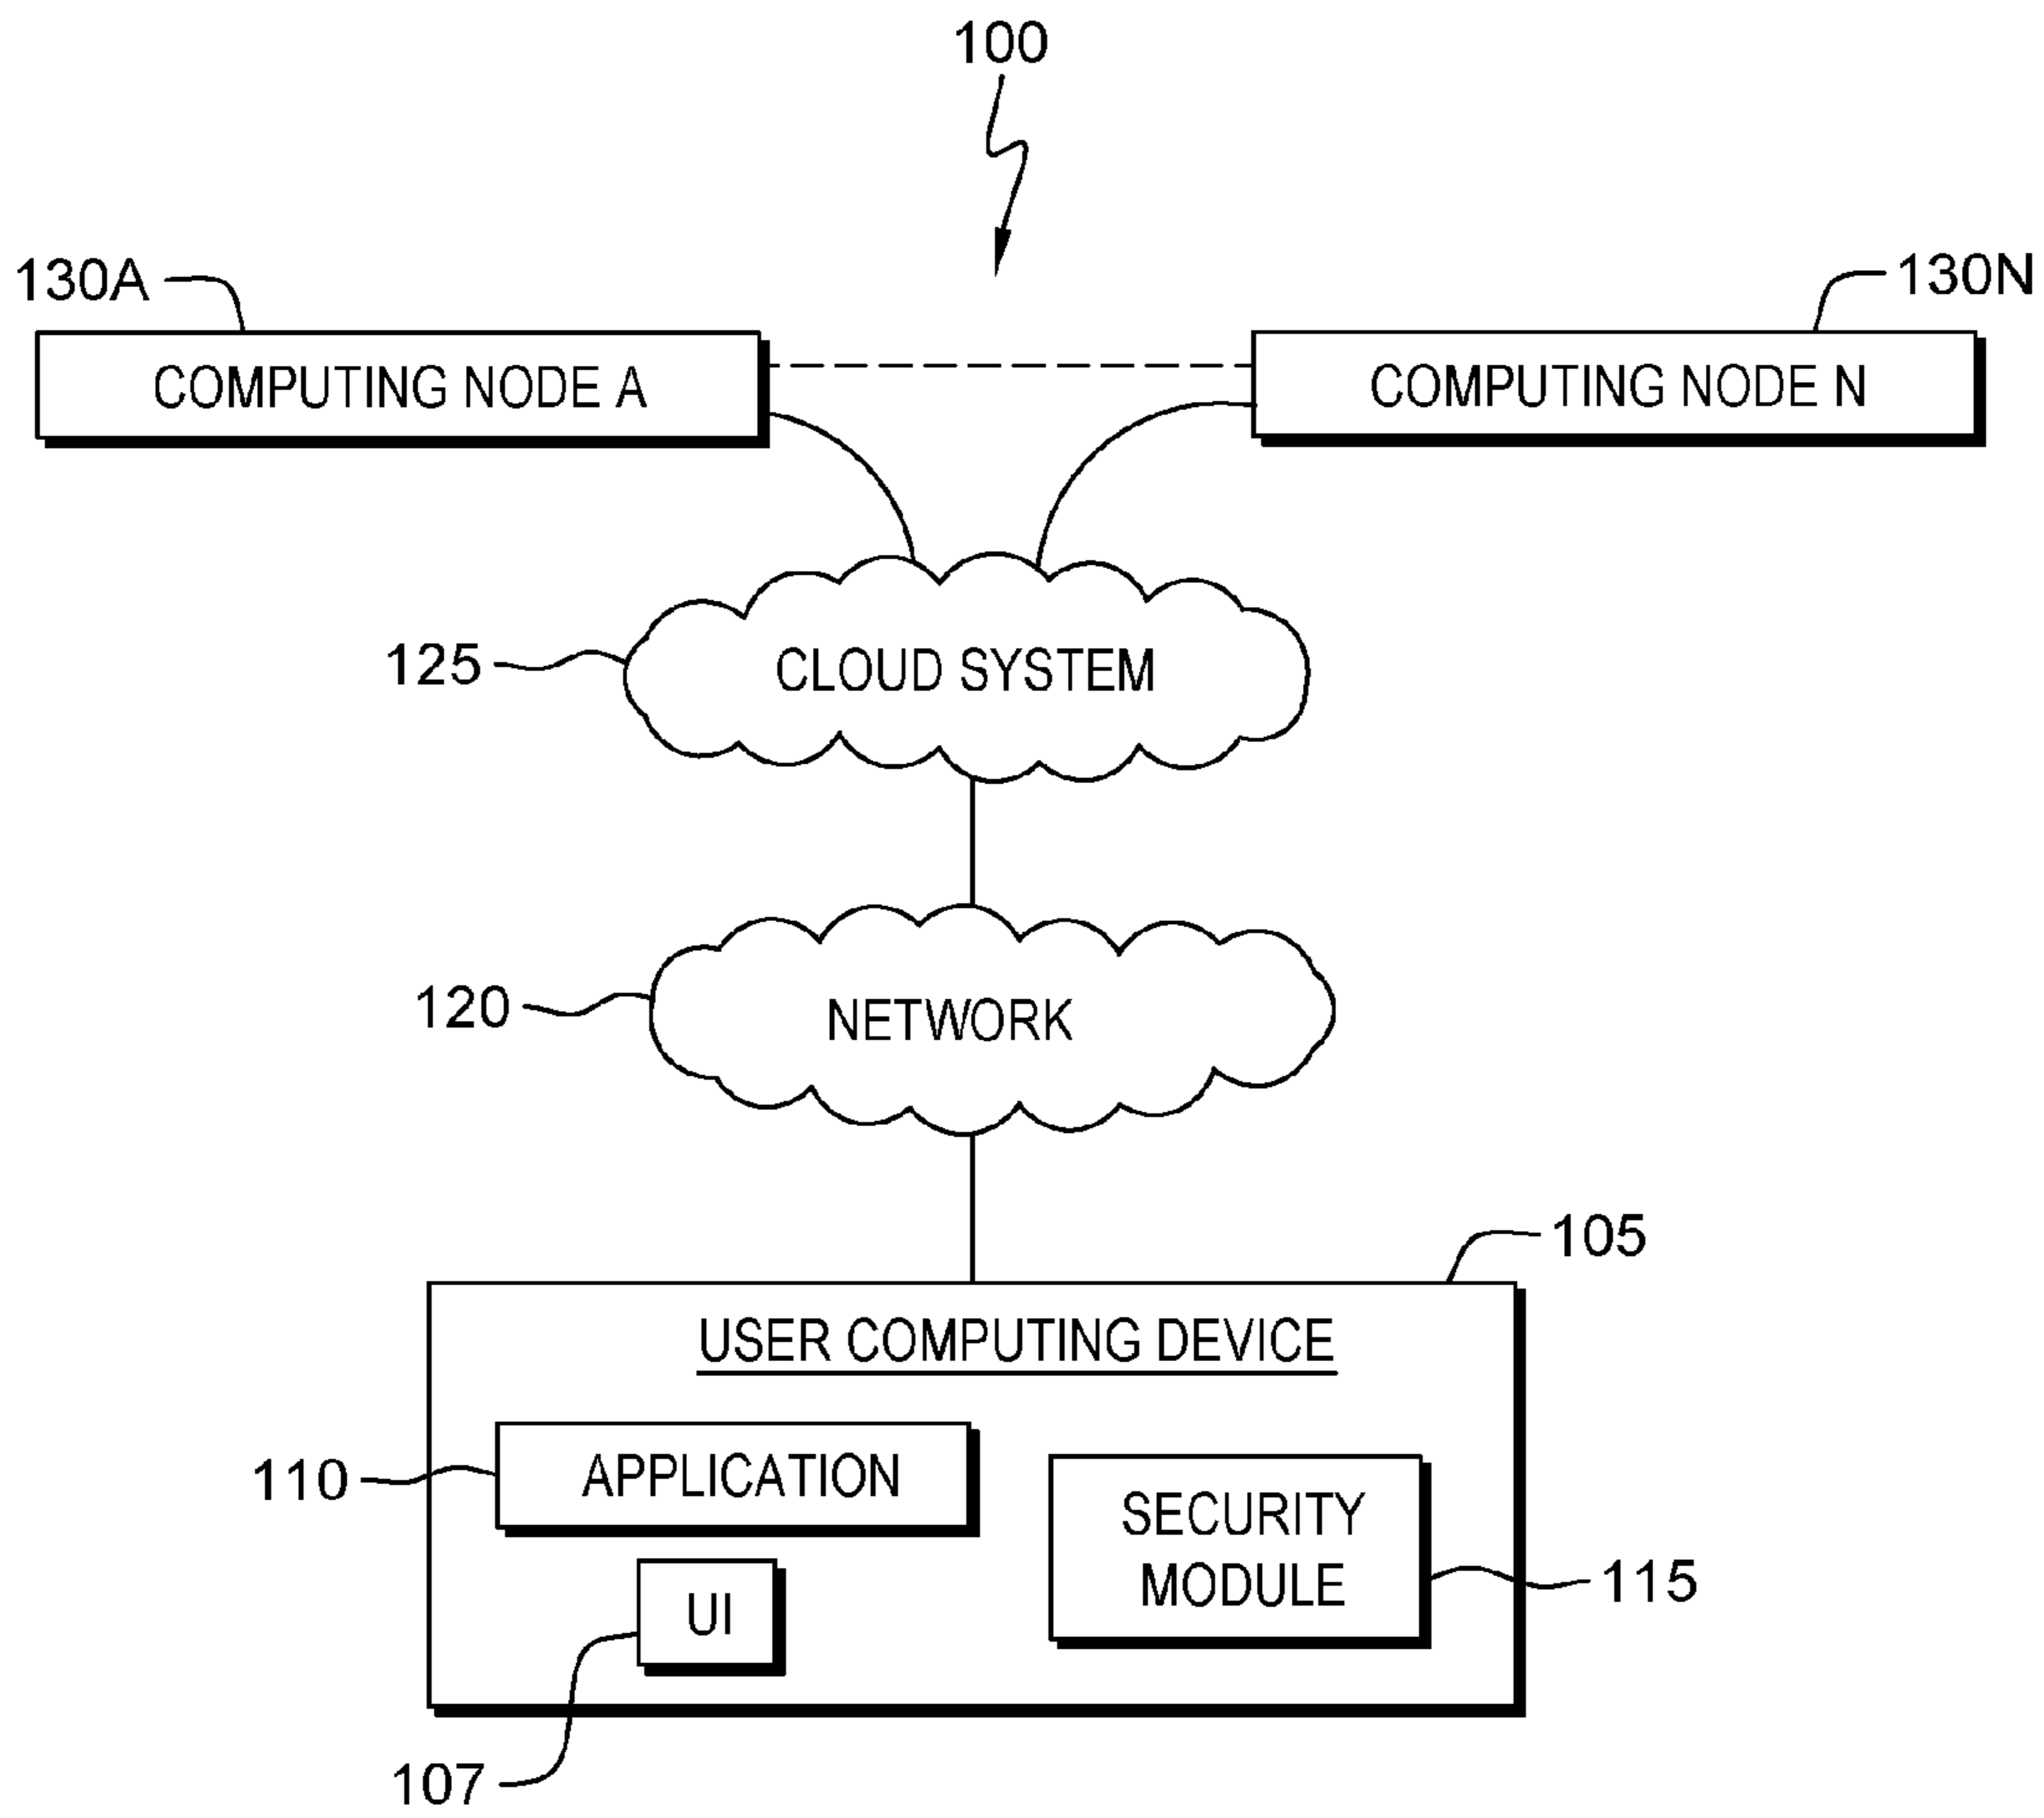 100
130A
130N
COMPUTING NODE A
COMPUTING NODE N
125
CLOUD SYSTEM
120
NETWORK
105
USER COMPUTING DEVICE
110
APPLICATION
SECURITY
MODULE
115
UI
107